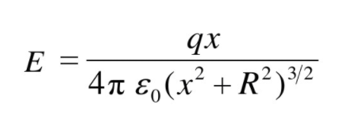 E = qx / 4π ε₀(x² + R²)³/²